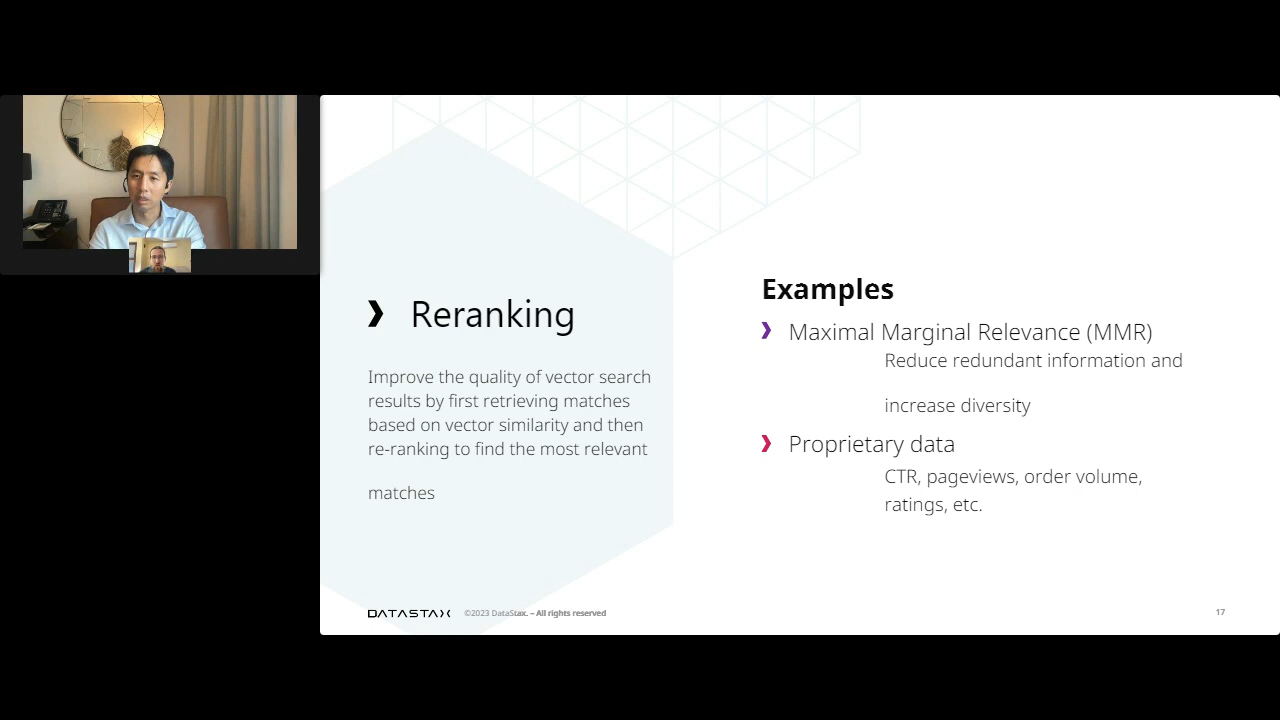 Reranking
Improve the quality of vector search
results by first retrieving matches
based on vector similarity and then
re-ranking to find the most relevant
matches
Examples
Maximal Marginal Relevance (MMR)
Reduce redundant information and
increase diversity
Proprietary data
CTR, pageviews, order volume,
ratings, etc.
DATASTAX ©2023 DataStax. – All rights reserved
17